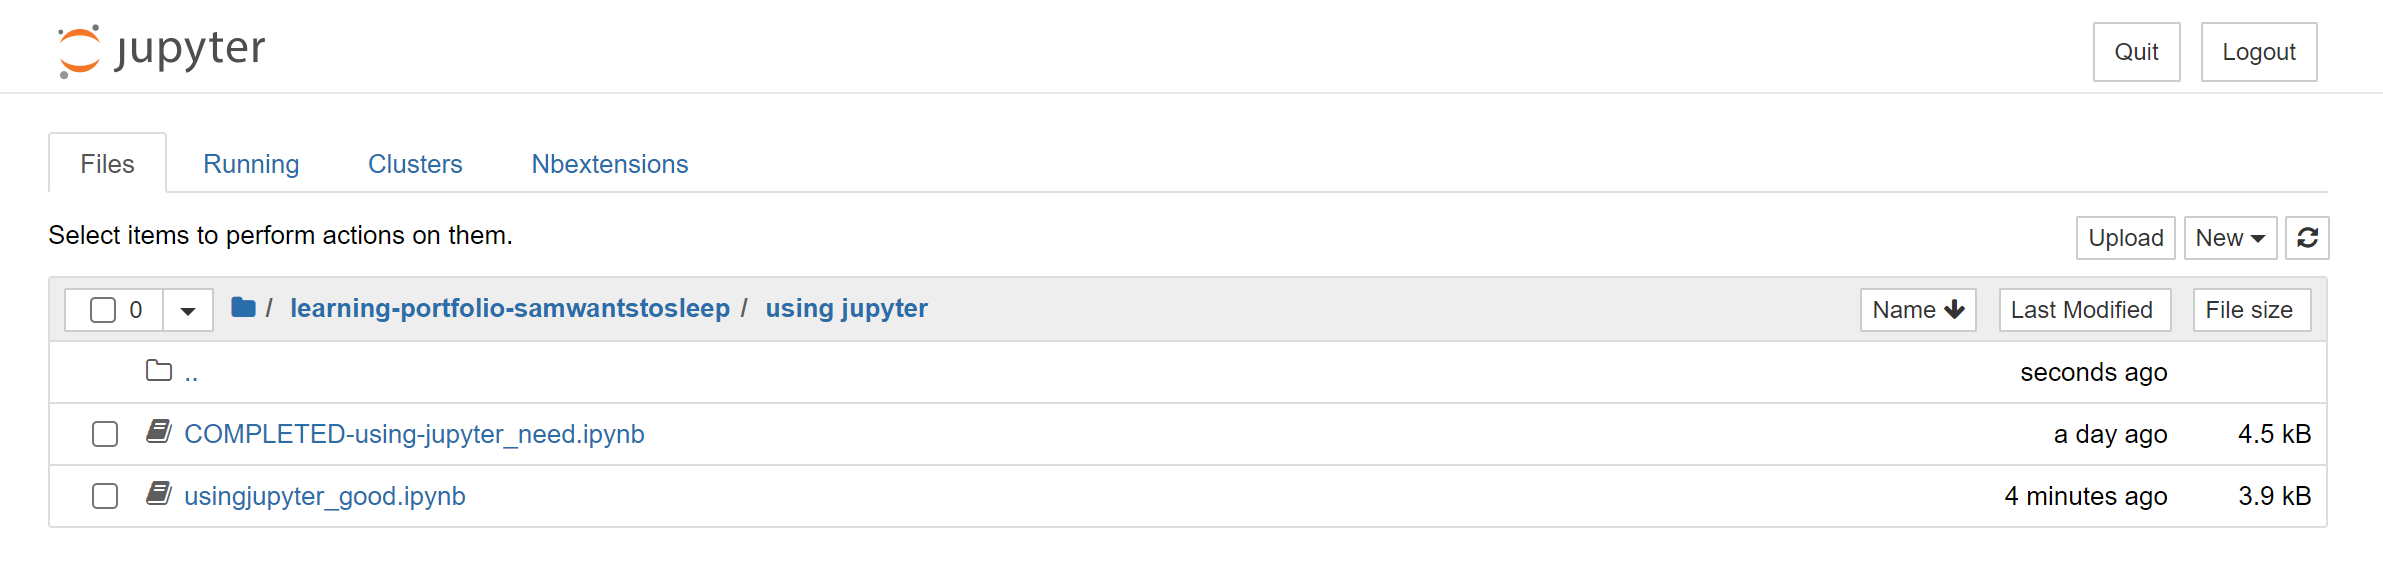 jupyter
Quit Logout
Files Running Clusters Nbextensions
Select items to perform actions on them.
Upload New
0 / learning-portfolio-samwantstosleep / using jupyter Name Last Modified File size
.. seconds ago
COMPLETED-using-jupyter_need.ipynb a day ago 4.5 kB
usingjupyter_good.ipynb 4 minutes ago 3.9 kB